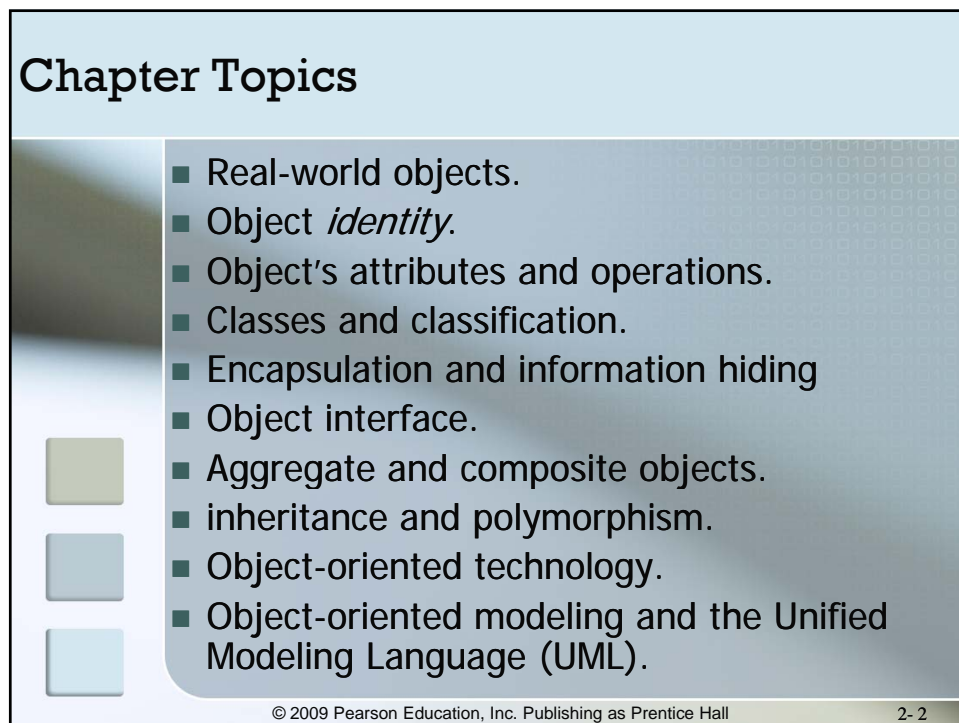 Chapter Topics
Real-world objects.
Object identity.
Object's attributes and operations.
Classes and classification.
Encapsulation and information hiding
Object interface.
Aggregate and composite objects.
inheritance and polymorphism.
Object-oriented technology.
Object-oriented modeling and the Unified
Modeling Language (UML).
© 2009 Pearson Education, Inc. Publishing as Prentice Hall 2- 2